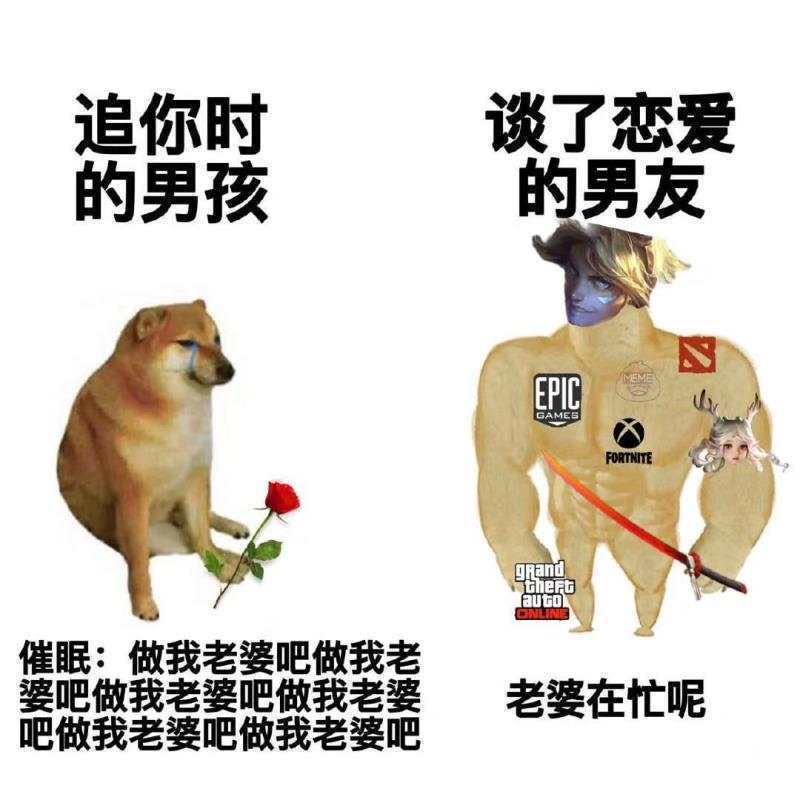 追你时
的男孩
谈了恋爱
的男友
EPIC
GAMES
MEME
FORTNITE
grand
theft
auto
ONLINE
催眠：做我老婆吧做我老
婆吧做我老婆吧做我老婆
吧做我老婆吧做我老婆吧
老婆在忙呢